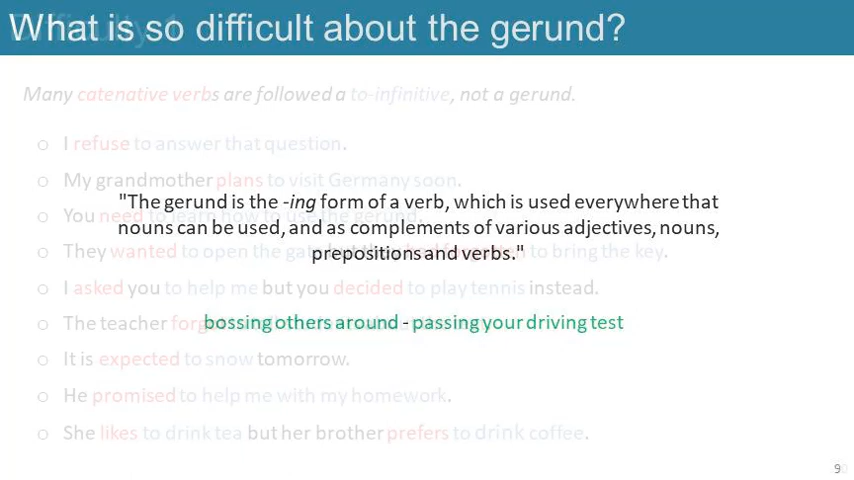 What is so difficult about the gerund?
Many catenative verbs are followed a to-infinitive, not a gerund.
○ I refuse to answer that question.
○ My grandmother plans to visit Germany soon.
"The gerund is the -ing form of a verb, which is used everywhere that
○ You need to learn how to use the gerund.
nouns can be used, and as complements of various adjectives, nouns,
○ They wanted to open the gate but they had forgotten to bring the key.
prepositions and verbs."
○ I asked you to help me but you decided to play tennis instead.
○ The teacher forgot
bossing others around - passing your driving test
○ It is expected to snow tomorrow.
○ He promised to help me with my homework.
○ She likes to drink tea but her brother prefers to drink coffee.
9